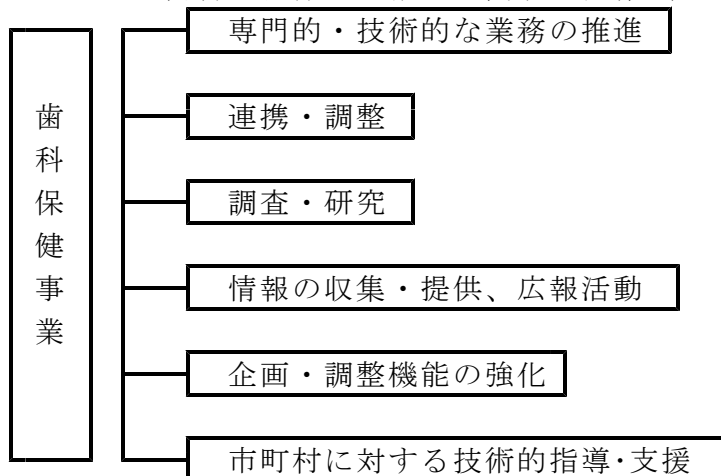 専門的・技術的な業務の推進
歯科保健事業
連携・調整
調査・研究
情報の収集・提供、広報活動
企画・調整機能の強化
市町村に対する技術的指導・支援